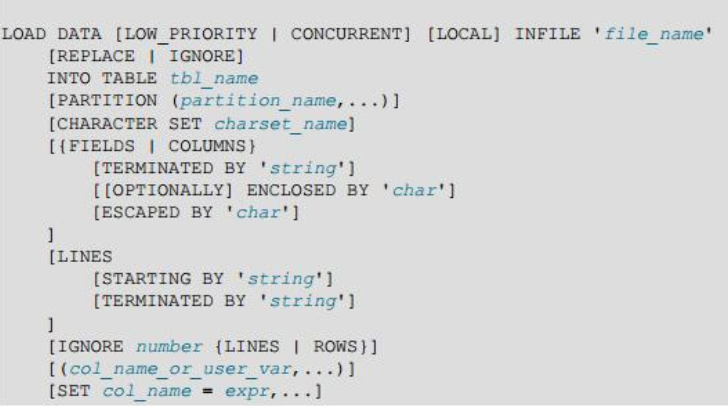 LOAD DATA [LOW_PRIORITY | CONCURRENT] [LOCAL] INFILE 'file_name'
[REPLACE | IGNORE]
INTO TABLE tbl_name
[PARTITION (partition_name,...)]
[CHARACTER SET charset_name]
[{FIELDS | COLUMNS}
[TERMINATED BY 'string']
[[OPTIONALLY] ENCLOSED BY 'char']
[ESCAPED BY 'char']
]
[LINES
[STARTING BY 'string']
[TERMINATED BY 'string']
]
[IGNORE number {LINES | ROWS}]
[(col_name_or_user_var,...)]
[SET col_name = expr,...]